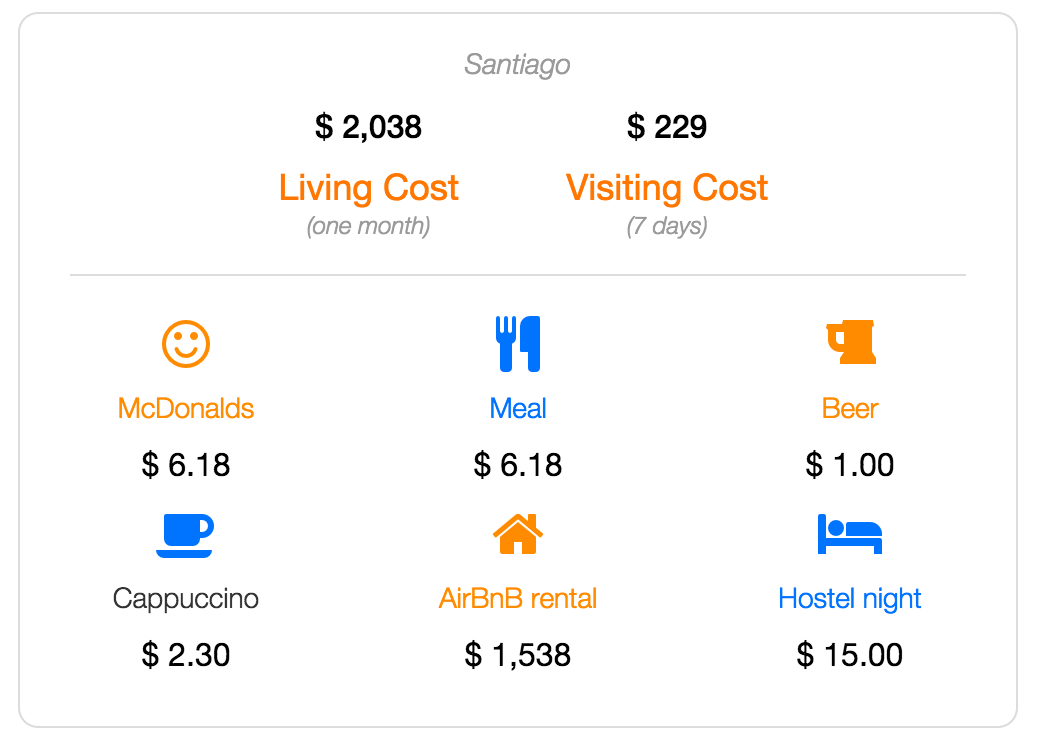 Santiago
$ 2,038 $ 229
Living Cost Visiting Cost
(one month) (7 days)
McDonalds Meal Beer
$ 6.18 $ 6.18 $ 1.00
Cappuccino AirBnB rental Hostel night
$ 2.30 $ 1,538 $ 15.00